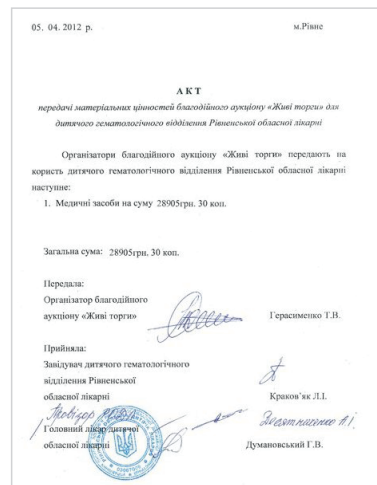 05. 04. 2012 р. м.Рівне
АКТ
передачі матеріальних цінностей благодійного аукціону «Живі торги» для
дитячого гематологічного відділення Рівненської обласної лікарні
Організатори благодійного аукціону «Живі торги» передають на
користь дитячого гематологічного відділення Рівненської обласної лікарні
наступне:
1. Медичні засоби на суму 28905грн. 30 коп.
Загальна сума: 28905грн. 30 коп.
Передала:
Організатор благодійного
аукціону «Живі торги» Герасименко Т.В.
Прийняла:
Завідувач дитячого гематологічного
відділення Рівненської
обласної лікарні Краков'як Л.І.
Провізор
Головний лікар дитячої
обласної лікарні Думановський Г.В.